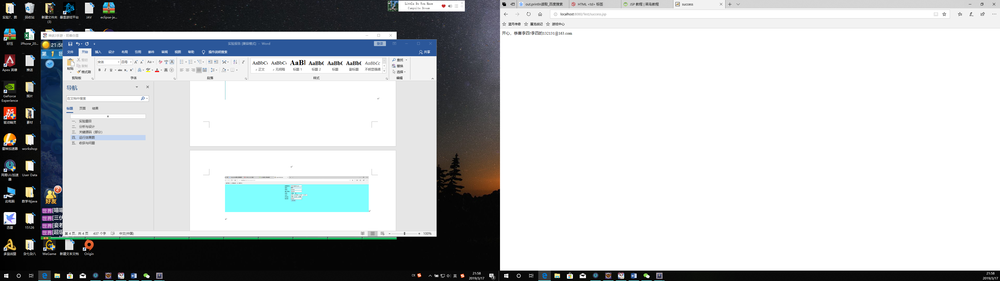 实验7、图
回收站
新建文件夹
(3)
暴雪游戏平台
JAV
eclipse-je...
好压
iPhone_20...
Apex 英雄
推送
GeForce
Experience
照片
驱动精灵
素材
雷神加速器
workshop
网易UU加速
器
User Data
此电脑
数学与java
迅雷
15126
多益战盟
杂七杂八
WeGame
新建文本文档
Origin
Little Do You Know
Campsite Dream
神武3手游 - 阳春白雪
21:58
第 1 回
2
好友
世界[喵喵
世界[三伏
世界[妾若
世界[超级
经验
实验报告 [兼容模式] - Word
登录
文件 开始 插入 设计 布局 引用 邮件 审阅 视图 帮助 操作说明搜索 共享
粘贴
剪切
复制
格式刷
剪贴板
宋体 四号
字体
段落
AaBbCc AaBbCc AaBl AaBbC AaBbC AaBbC AaBbCc
正文 无间隔 标题 1 标题 2 标题 副标题 不明显强调
样式
查找
替换
选择
编辑
导航
在文档中搜索
标题 页面 结果
一、 实验题目
二、 分析与设计
三、 关键源码（部分）
四、 运行效果图
五、 收获与问题
第 4 页，共 4 页 437 个字 中文(中国) 100%
CH 英 21:58
2019/3/17
3
out.println读取_百度搜索
HTML <td> 标签
JSP 教程 | 菜鸟教程
success
localhost:8080/Test/success.jsp
蓝月传奇 屠龙战记 游戏中心
开心，恭喜李四!李四的132131@163.com
21:58
2019/3/17